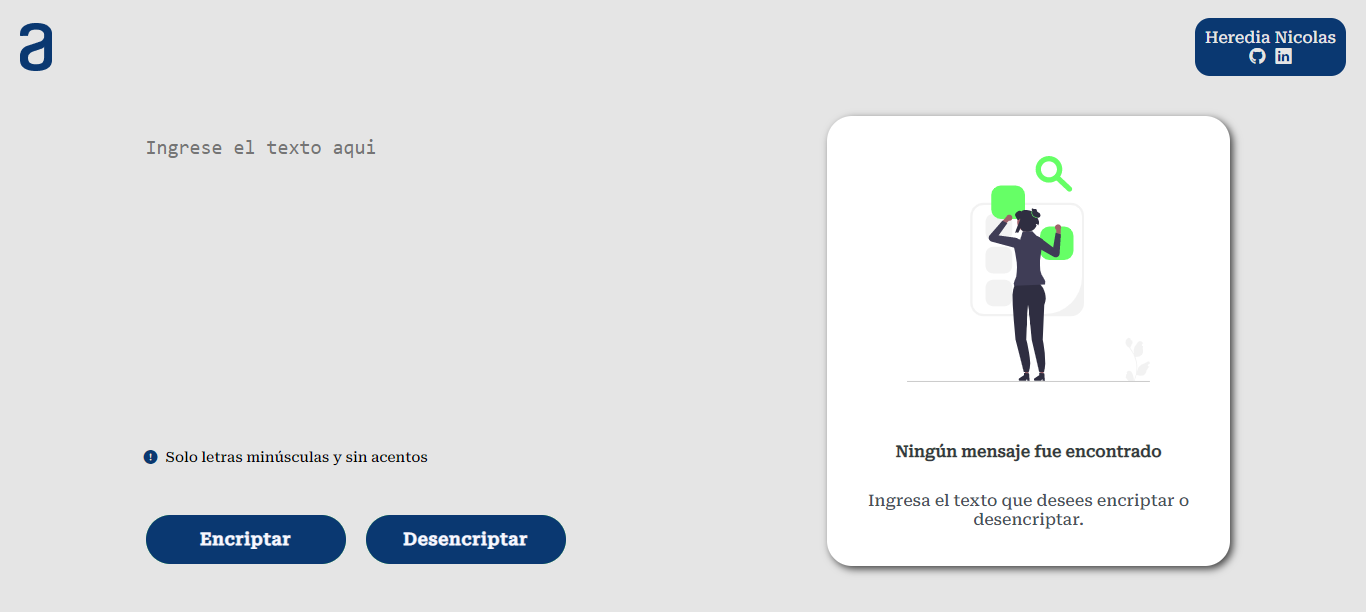 a
Heredia Nicolas
in
Ingrese el texto aqui
Solo letras minúsculas y sin acentos
Encriptar
Desencriptar
Ningún mensaje fue encontrado
Ingresa el texto que desees encriptar o
desencriptar.